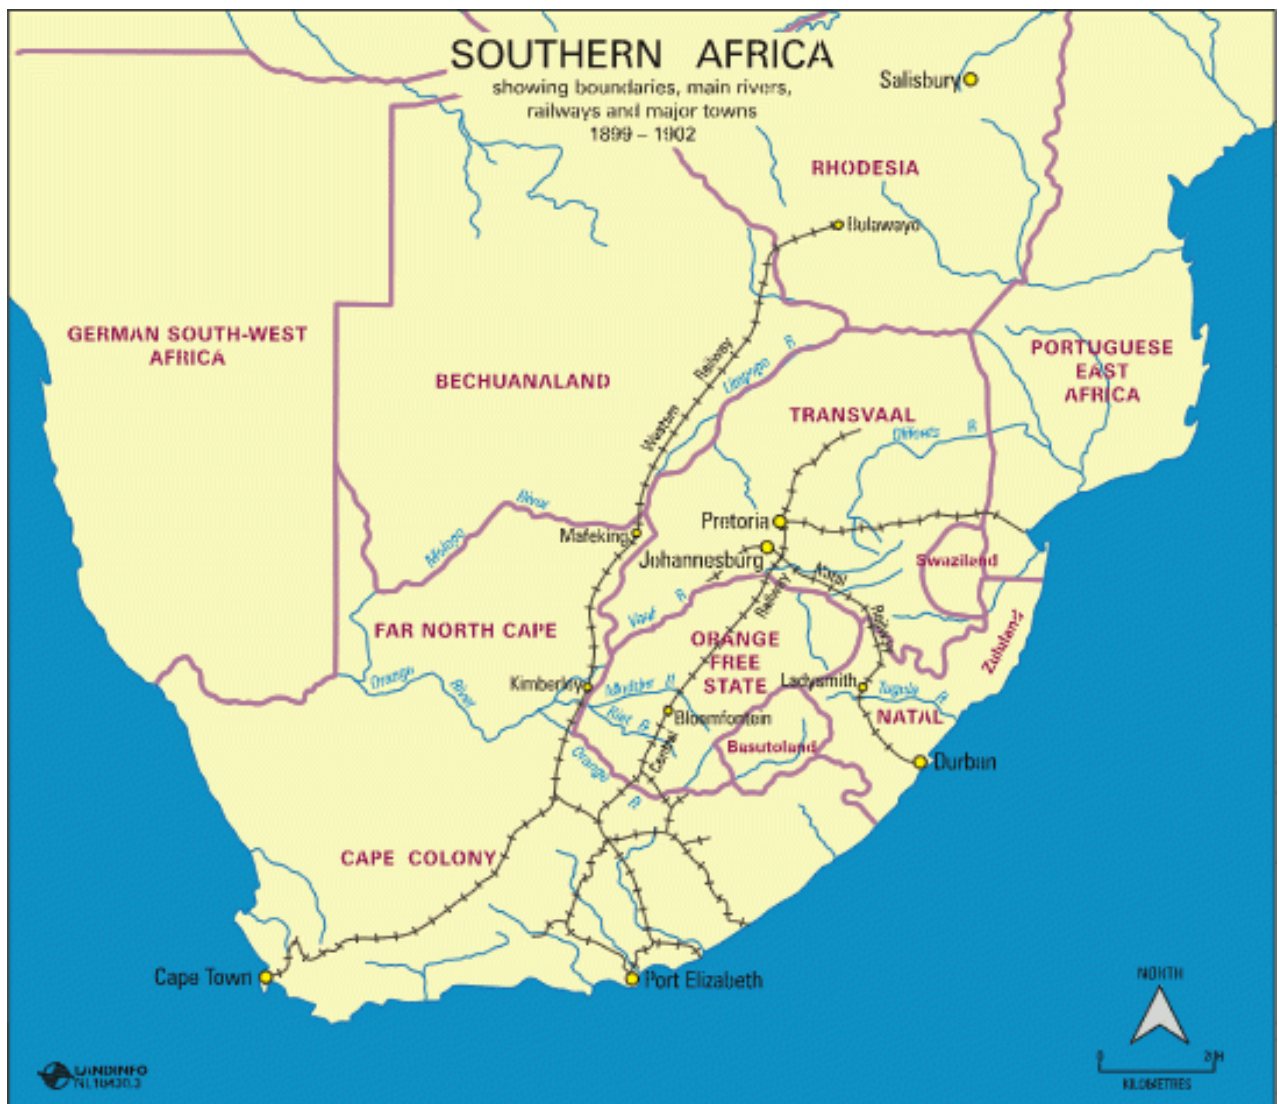 SOUTHERN AFRICA
showing boundaries, main rivers,
railways and major towns
1899 – 1902
Salisbury
RHODESIA
Bulawayo
GERMAN SOUTH-WEST
AFRICA
BECHUANALAND
Western
Railway
Limpopo R
PORTUGUESE
EAST
AFRICA
TRANSVAAL
Olifants R
Molopo
River
Mafeking
Pretoria
Johannesburg
Swaziland
Natal
Railway
Railway
Vaal R
FAR NORTH CAPE
ORANGE
FREE
STATE
Zululand
Orange
River
Kimberley
Modder R
Riet R
Ladysmith
Tugela R
NATAL
Bloemfontein
Central
Basutoland
Orange
R
Durban
CAPE COLONY
Cape Town
Port Elizabeth
NORTH
0
KILOMETRES
LANDINFO